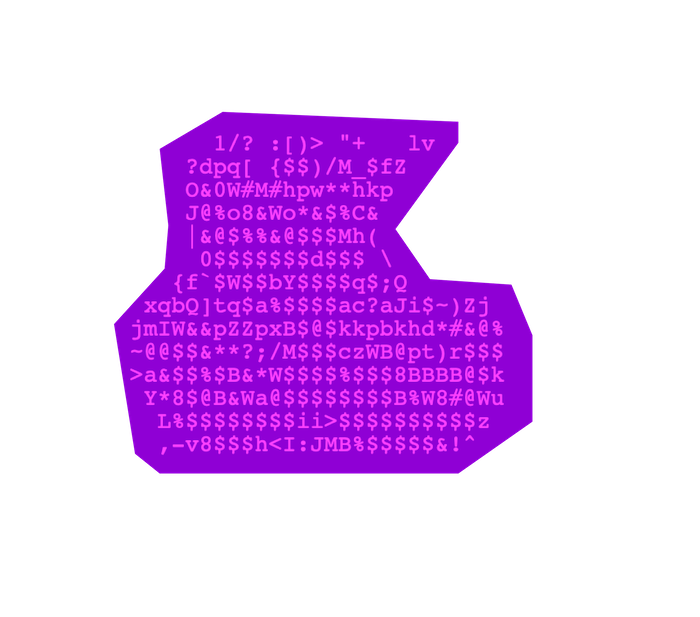 1/? :[)> "+   lv
?dpq[ {$$)/M_$fZ
O&0W#M#hpw**hkp
J@%o8&Wo*&$%C&
|&@$%%&@$$$Mh(
0$$$$$$$d$$$ \
{f`$W$$bY$$$$q$;Q
xqbQ]tq$a%$$$$ac?aJi$~)Zj
jmIW&&pZZpxB$@$kkpbkhd*#&@%
~@@$$&**?;/M$$$czWB@pt)r$$$
>a&$$%$B&*W$$$$%$$$8BBBB@$k
Y*8$@B&Wa@$$$$$$$$B%W8#@Wu
L%$$$$$$$$ii>$$$$$$$$$$z
,-v8$$$h<I:JMB%$$$$$&!^